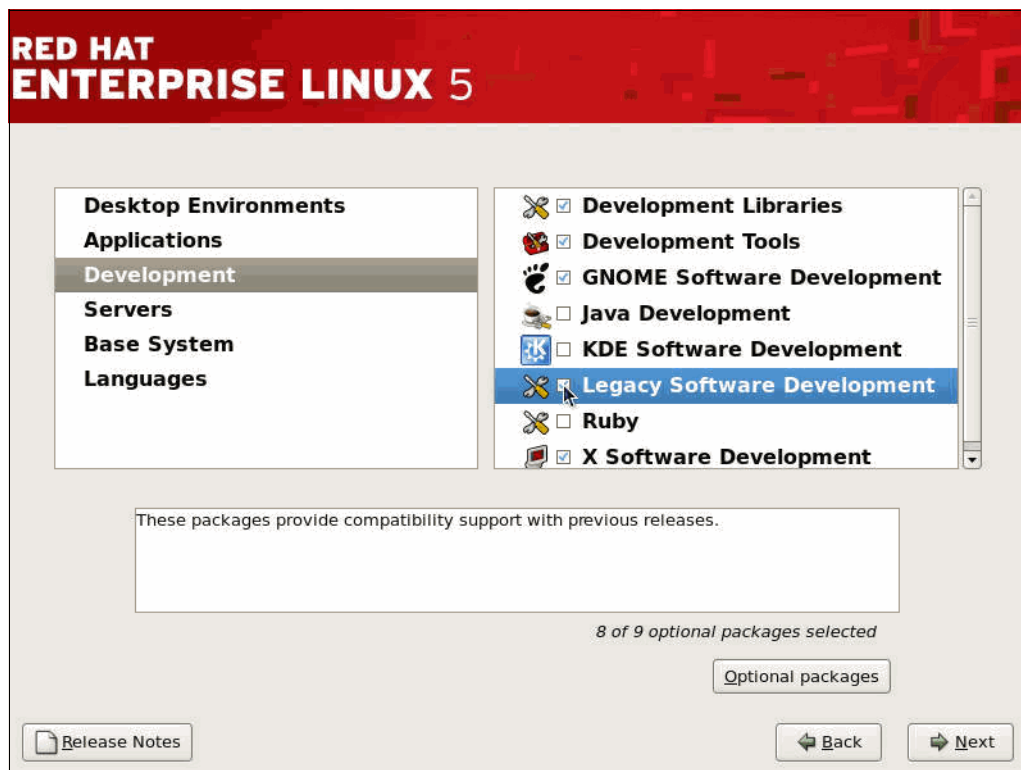 RED HAT
ENTERPRISE LINUX 5
Desktop Environments
Applications
Development
Servers
Base System
Languages
Development Libraries
Development Tools
GNOME Software Development
Java Development
KDE Software Development
Legacy Software Development
Ruby
X Software Development
These packages provide compatibility support with previous releases.
8 of 9 optional packages selected
Optional packages
Release Notes
Back
Next